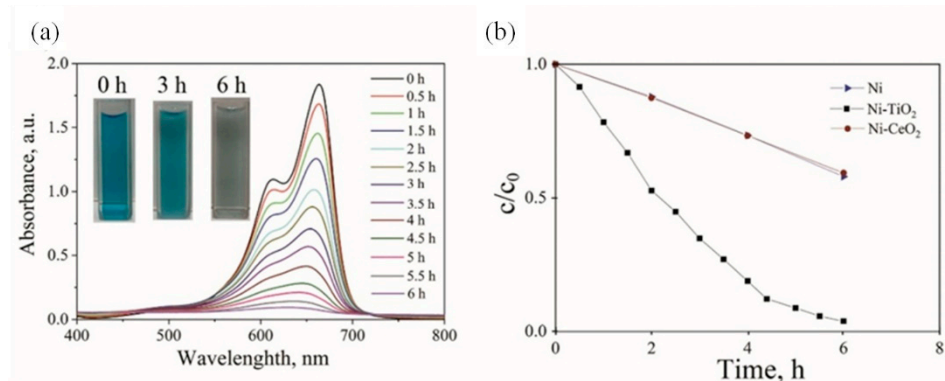 (a)
2.0
1.5
1.0
0.5
0.0
Absorbance, a.u.
0 h 3 h 6 h
0 h
0.5 h
1 h
1.5 h
2 h
2.5 h
3 h
3.5 h
4 h
4.5 h
5 h
5.5 h
6 h
400 500 600 700 800
Wavelenghth, nm
(b)
1.0
0.5
0.0
c/c0
Ni
Ni-TiO2
Ni-CeO2
0 2 4 6 8
Time, h